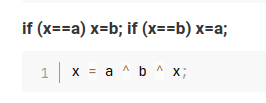 if (x==a) x=b; if (x==b) x=a;
1 x = a ^ b ^ x;